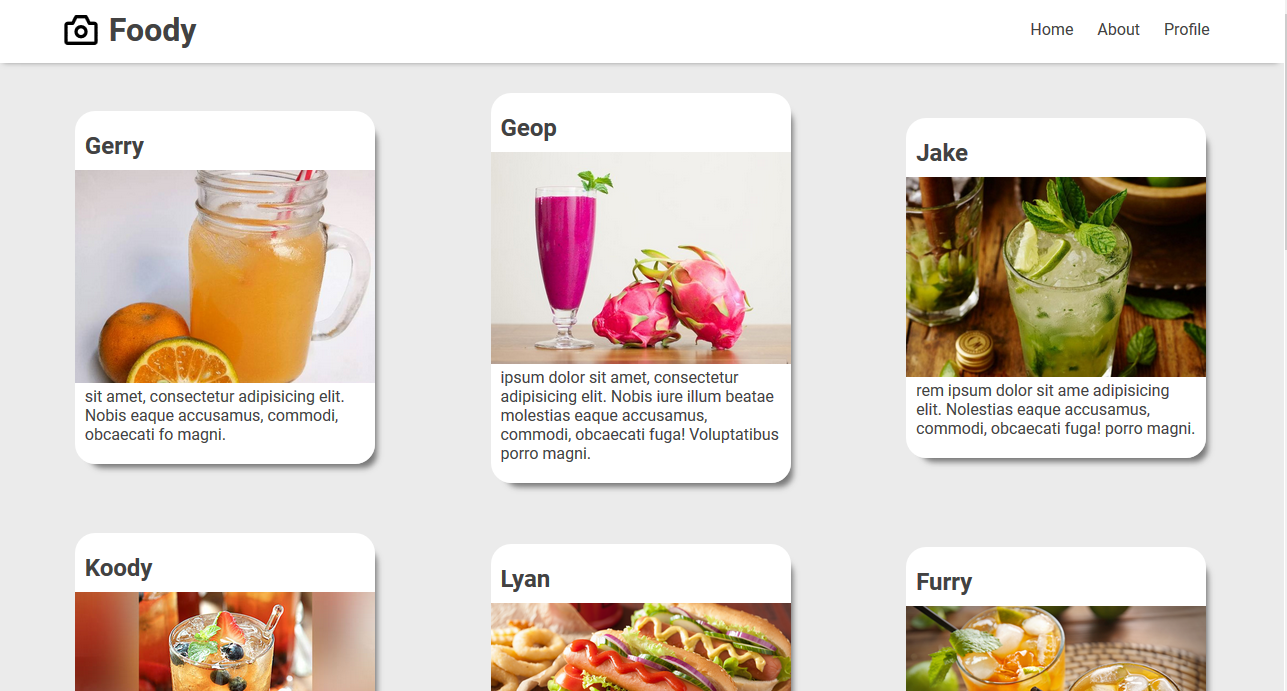 Foody
Home About Profile
Gerry
sit amet, consectetur adipisicing elit.
Nobis eaque accusamus, commodi,
obcaecati fo magni.
Geop
ipsum dolor sit amet, consectetur
adipisicing elit. Nobis iure illum beatae
molestias eaque accusamus,
commodi, obcaecati fuga! Voluptatibus
porro magni.
Jake
rem ipsum dolor sit ame adipisicing
elit. Nolestias eaque accusamus,
commodi, obcaecati fuga! porro magni.
Koody
Lyan
Furry